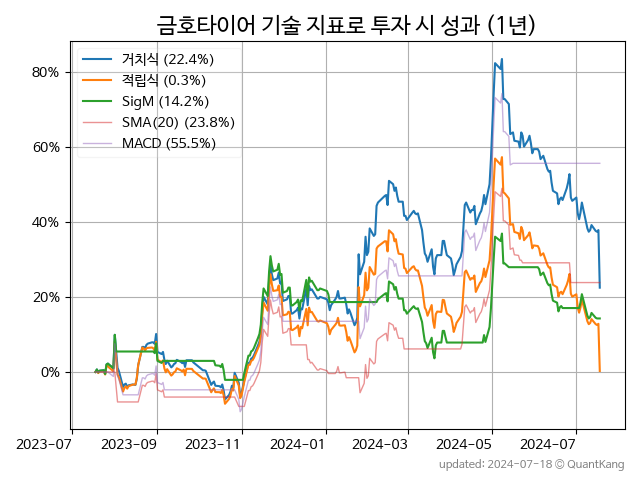 금호타이어 기술 지표로 투자 시 성과 (1년)
거치식 (22.4%)
적립식 (0.3%)
SigM (14.2%)
SMA(20) (23.8%)
MACD (55.5%)
80%
60%
40%
20%
0%
2023-07 2023-09 2023-11 2024-01 2024-03 2024-05 2024-07
updated: 2024-07-18 © QuantKang